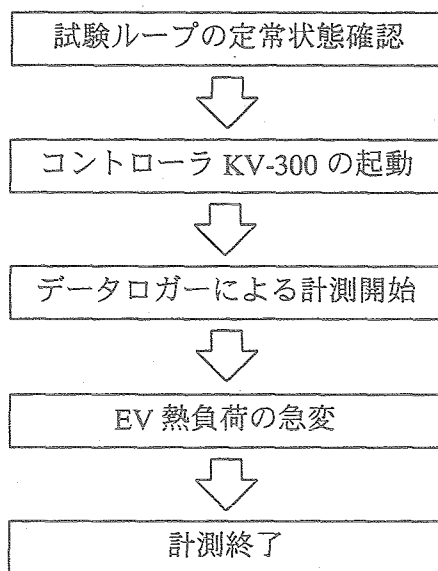 試験ループの定常状態確認
コントローラ KV-300 の起動
データロガーによる計測開始
EV 熱負荷の急変
計測終了